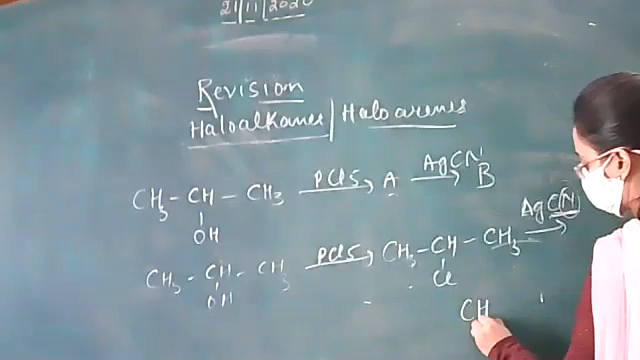 21/11/2020
Revision
Haloalkanes/Haloarenes
CH3-CH-CH3 PCl5 A AgCN B
OH
CH3-CH-CH3 PCl5 CH3-CH-CH3 AgCN
OH Cl
CH